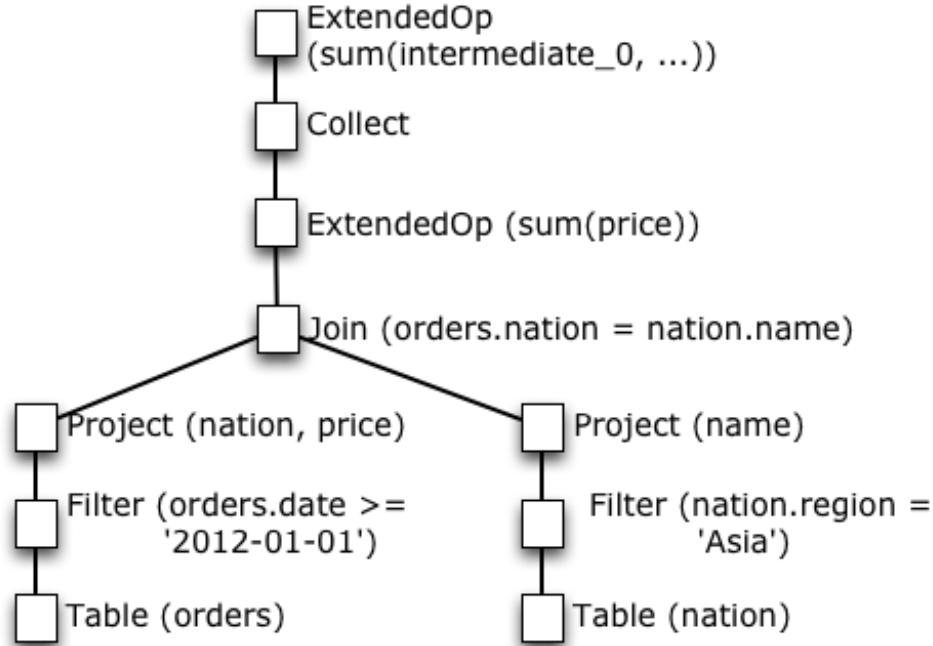 ExtendedOp
(sum(intermediate_0, ...))
Collect
ExtendedOp (sum(price))
Join (orders.nation = nation.name)
Project (nation, price)
Project (name)
Filter (orders.date >=
'2012-01-01')
Filter (nation.region =
'Asia')
Table (orders)
Table (nation)